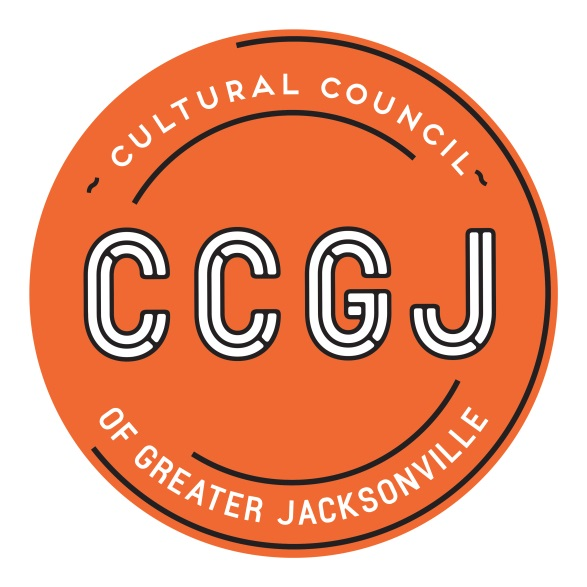 CULTURAL COUNCIL
CCGJ
OF GREATER JACKSONVILLE